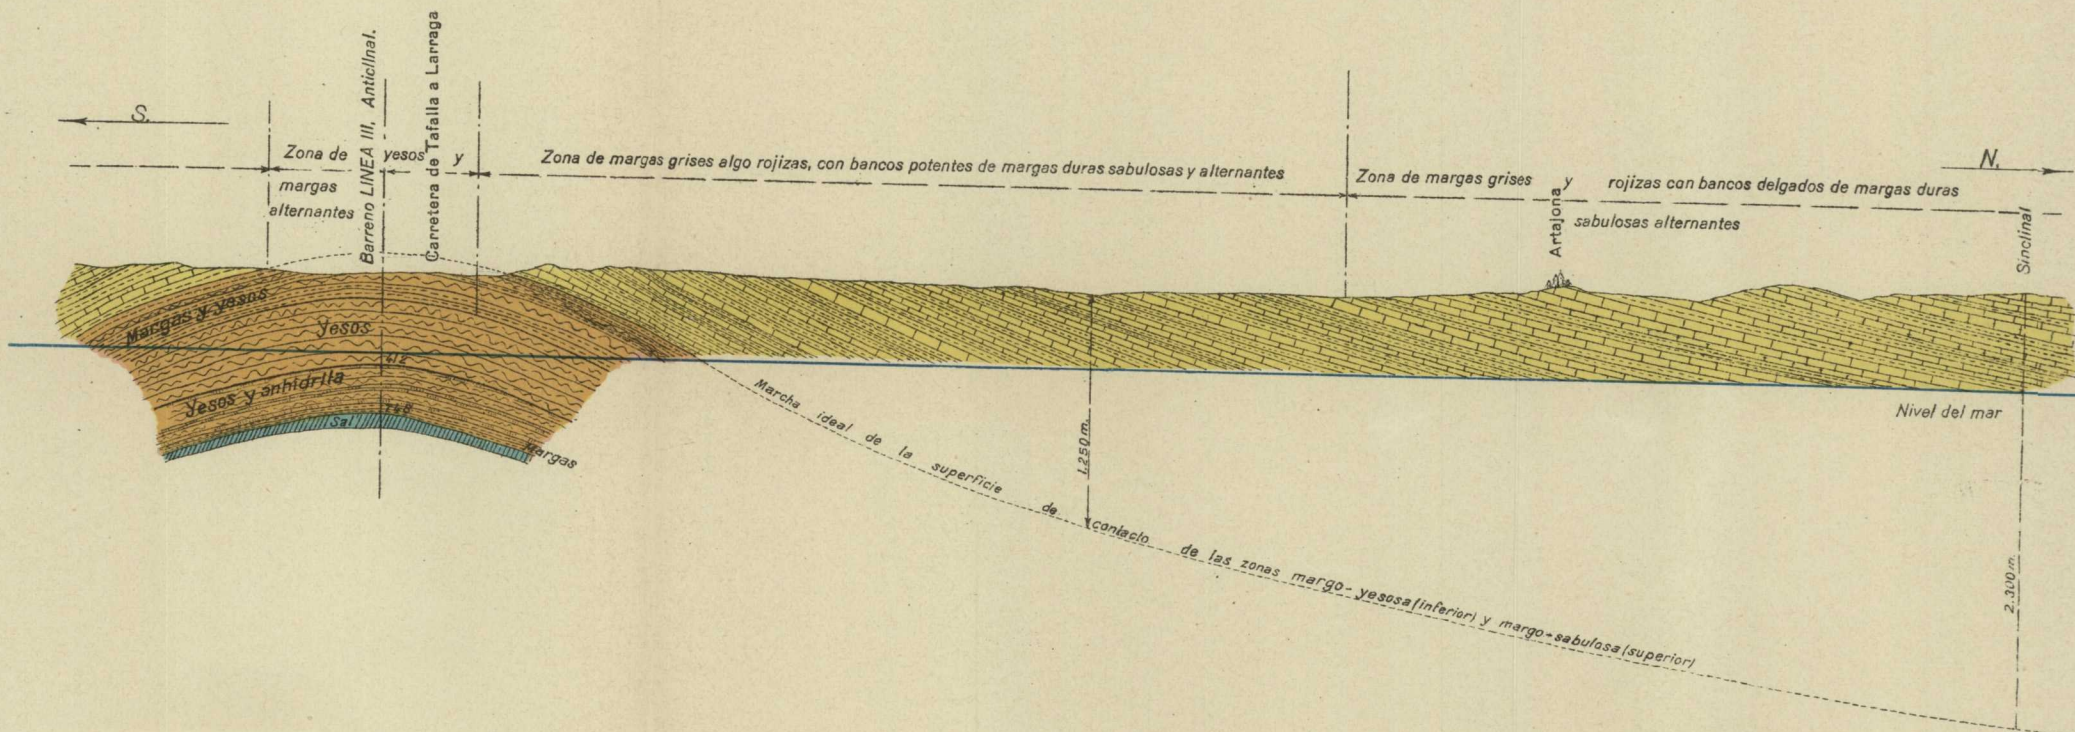 S.
Zona de yesos y
margas
alternantes
Barreno LINEA III, Anticlinal.
Carretera de Tafalla a Larraga
Zona de margas grises algo rojizas, con bancos potentes de margas duras sabulosas y alternantes
Zona de margas grises y rojizas con bancos delgados de margas duras
sabulosas alternantes
Artajona
N.
Sinclinal
Margas y yesos
Yesos
412
Yesos y anhidrita
Sal
Margas
Nivel del mar
1.250 m.
2.300 m.
Marcha ideal de la superficie de contacto de las zonas margo-yesosa (inferior) y margo-sabulosa (superior)